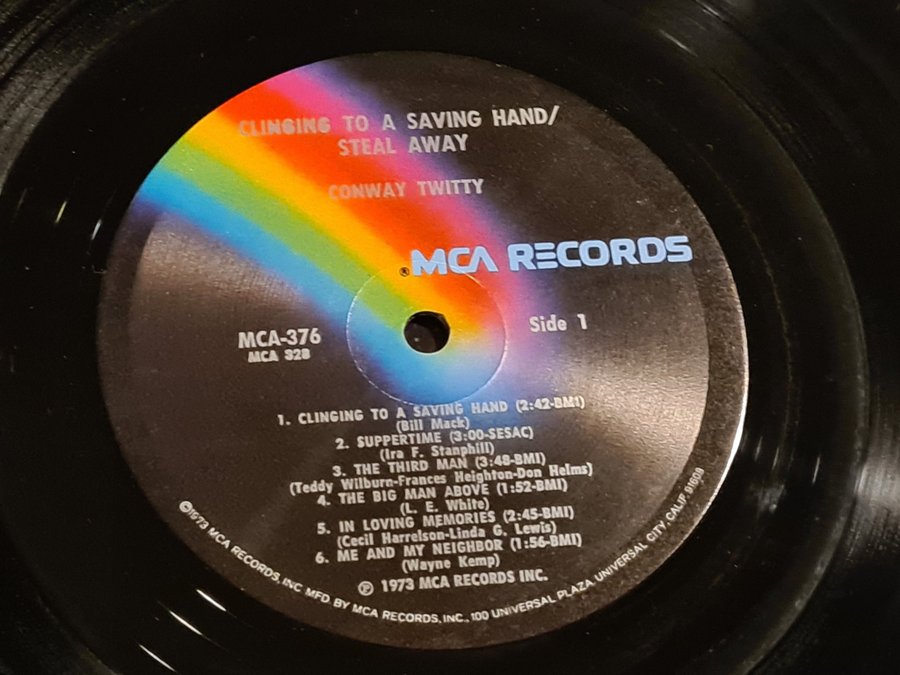 CLINGING TO A SAVING HAND/
STEAL AWAY
CONWAY TWITTY
®MCA RECORDS
MCA-376
MCA 328
Side 1
1. CLINGING TO A SAVING HAND (2:42-BMI)
(Bill Mack)
2. SUPPERTIME (3:00-SESAC)
(Ira F. Stanphill)
3. THE THIRD MAN (3:48-BMI)
(Teddy Wilburn-Frances Heighton-Don Helms)
4. THE BIG MAN ABOVE (1:52-BMI)
(L. E. White)
5. IN LOVING MEMORIES (2:45-BMI)
(Cecil Harrelson-Linda G. Lewis)
6. ME AND MY NEIGHBOR (1:56-BMI)
(Wayne Kemp)
℗ 1973 MCA RECORDS INC.
©1973 MCA RECORDS, INC. MFD. BY MCA RECORDS, INC., 100 UNIVERSAL PLAZA, UNIVERSAL CITY, CALIF. 91608